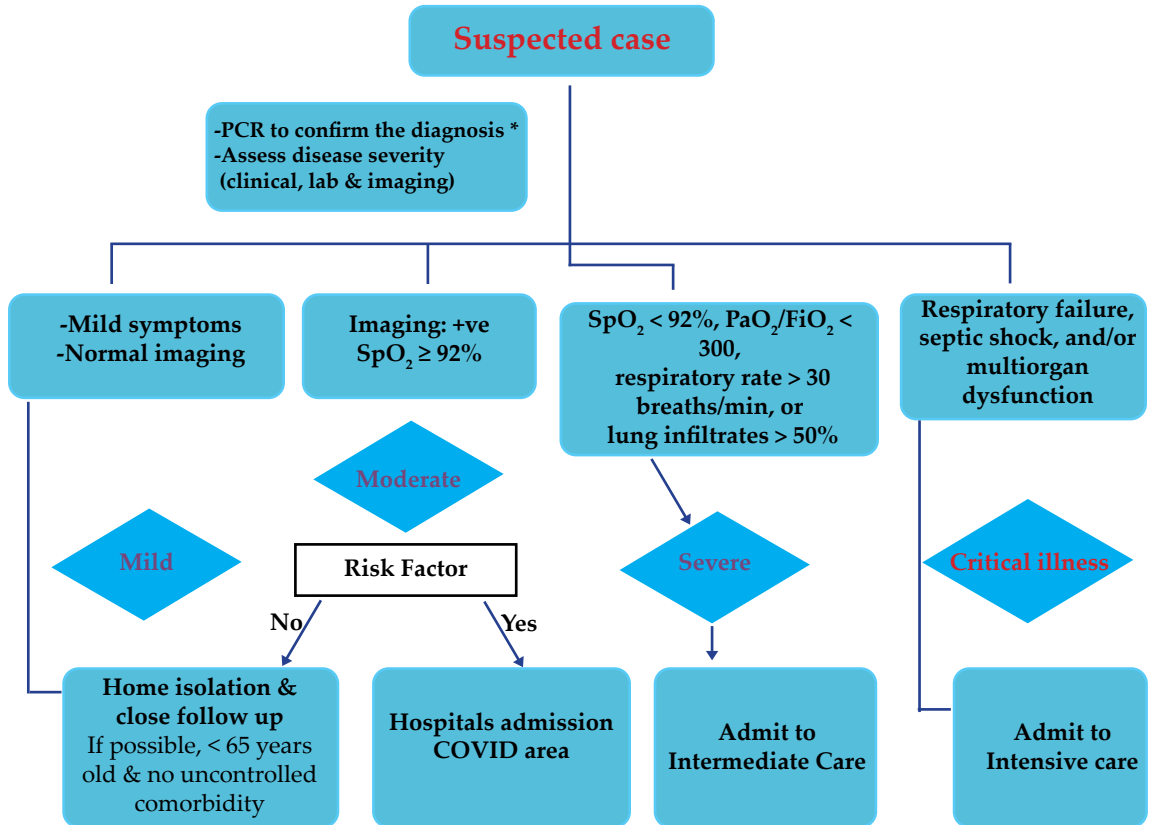 Suspected case
-PCR to confirm the diagnosis *
-Assess disease severity
(clinical, lab & imaging)
-Mild symptoms
-Normal imaging
Imaging: +ve
SpO₂ ≥ 92%
SpO₂ < 92%, PaO₂/FiO₂ <
300,
respiratory rate > 30
breaths/min, or
lung infiltrates > 50%
Respiratory failure,
septic shock, and/or
multiorgan
dysfunction
Moderate
Mild
Risk Factor
Severe
Critical illness
No
Yes
Home isolation &
close follow up
If possible, < 65 years
old & no uncontrolled
comorbidity
Hospitals admission
COVID area
Admit to
Intermediate Care
Admit to
Intensive care